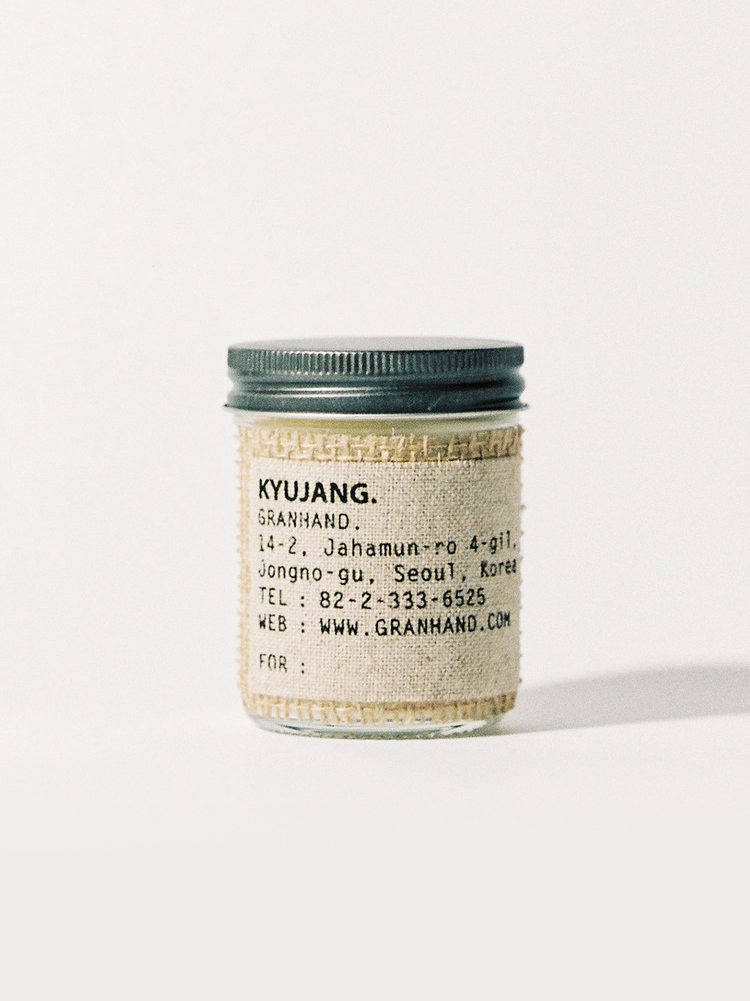 KYUJANG.
GRANHAND.
14-2, Jahamun-ro 4-gil,
Jongno-gu, Seoul, Korea
TEL : 82-2-333-6525
WEB : WWW.GRANHAND.COM
FOR :